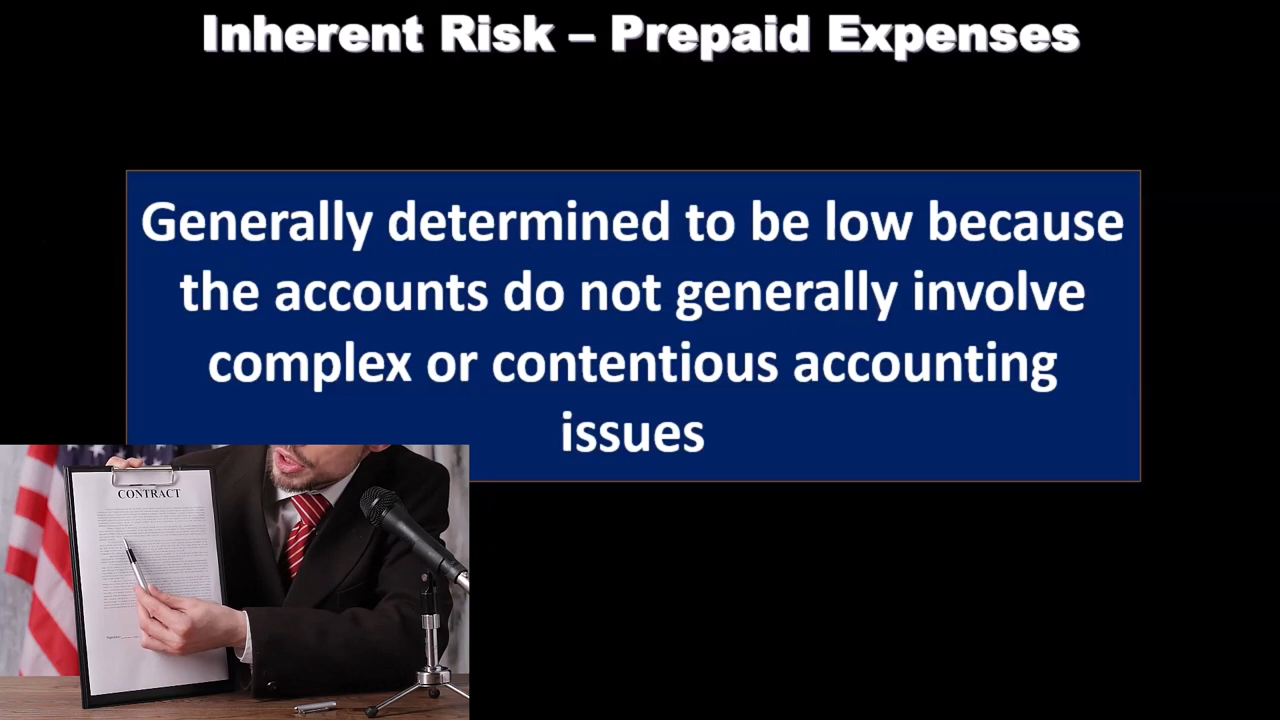 Inherent Risk – Prepaid Expenses
Generally determined to be low because
the accounts do not generally involve
complex or contentious accounting
issues
CONTRACT